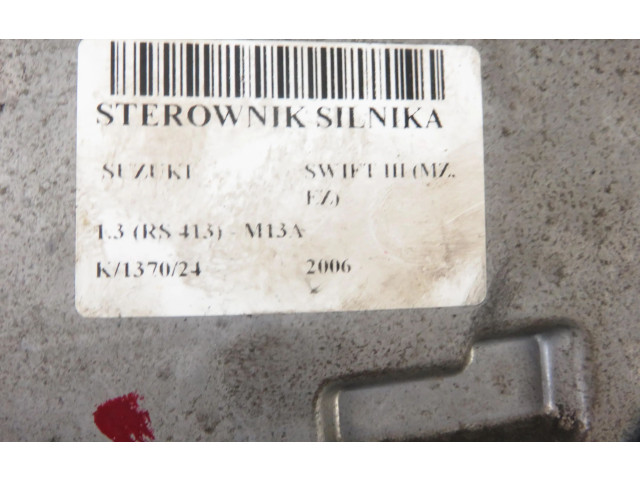 STEROWNIK SILNIKA
SUZUKI SWIFT III (MZ,
EZ)
1.3 (RS 413) - M13A
K/1370/24 2006